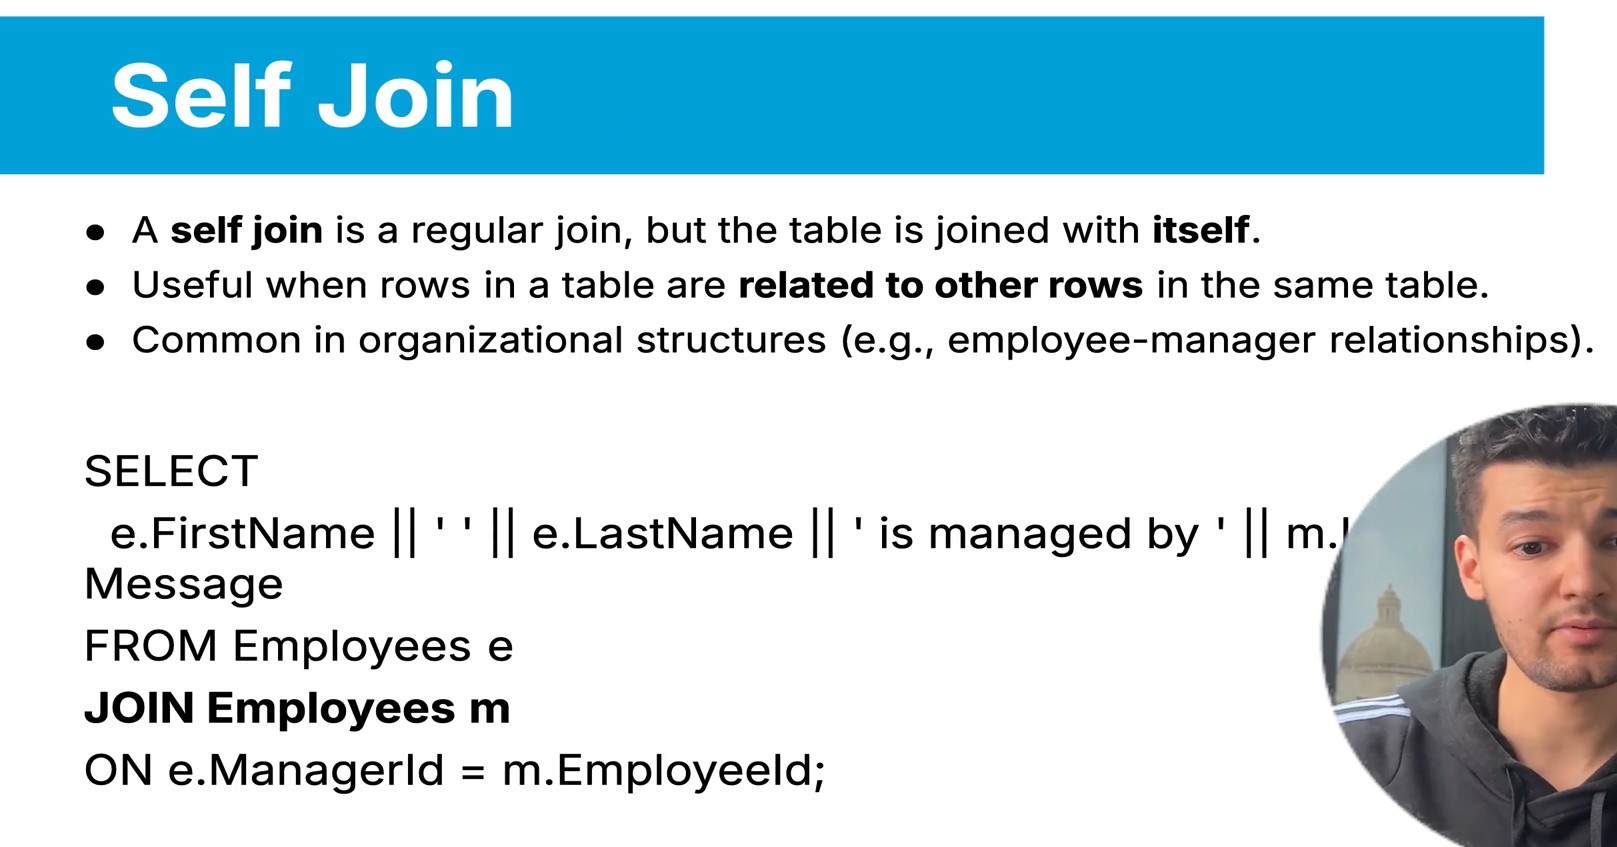 Self Join
● A self join is a regular join, but the table is joined with itself.
● Useful when rows in a table are related to other rows in the same table.
● Common in organizational structures (e.g., employee-manager relationships).
SELECT
e.FirstName || ' ' || e.LastName || ' is managed by ' || m.
Message
FROM Employees e
JOIN Employees m
ON e.ManagerId = m.EmployeeId;